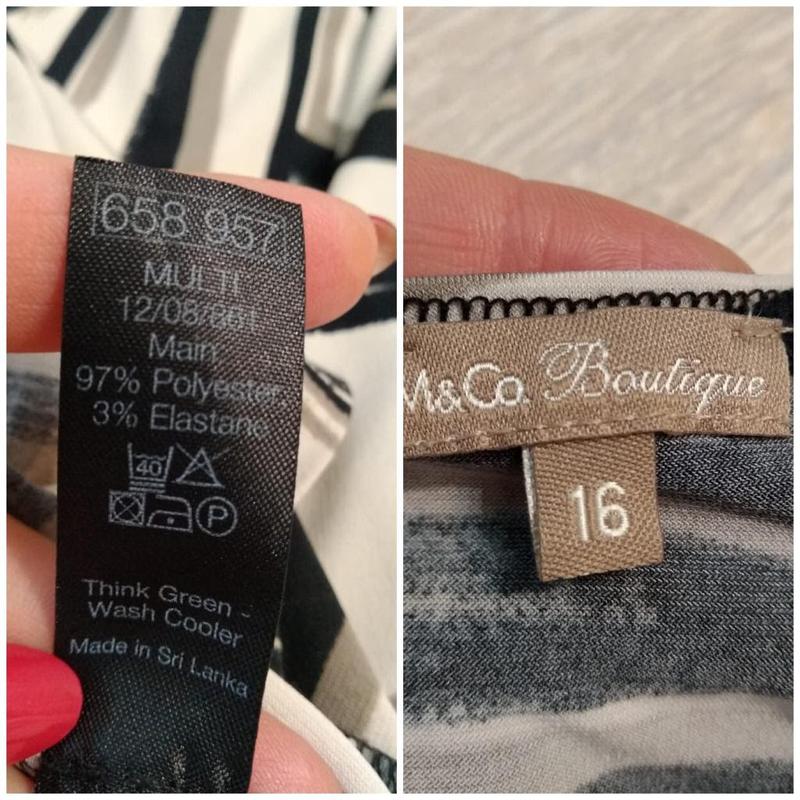 658 957
MULTI
12/08/861
Main
97% Polyester
3% Elastane
40
P
Think Green -
Wash Cooler
Made in Sri Lanka
M&Co. Boutique
16